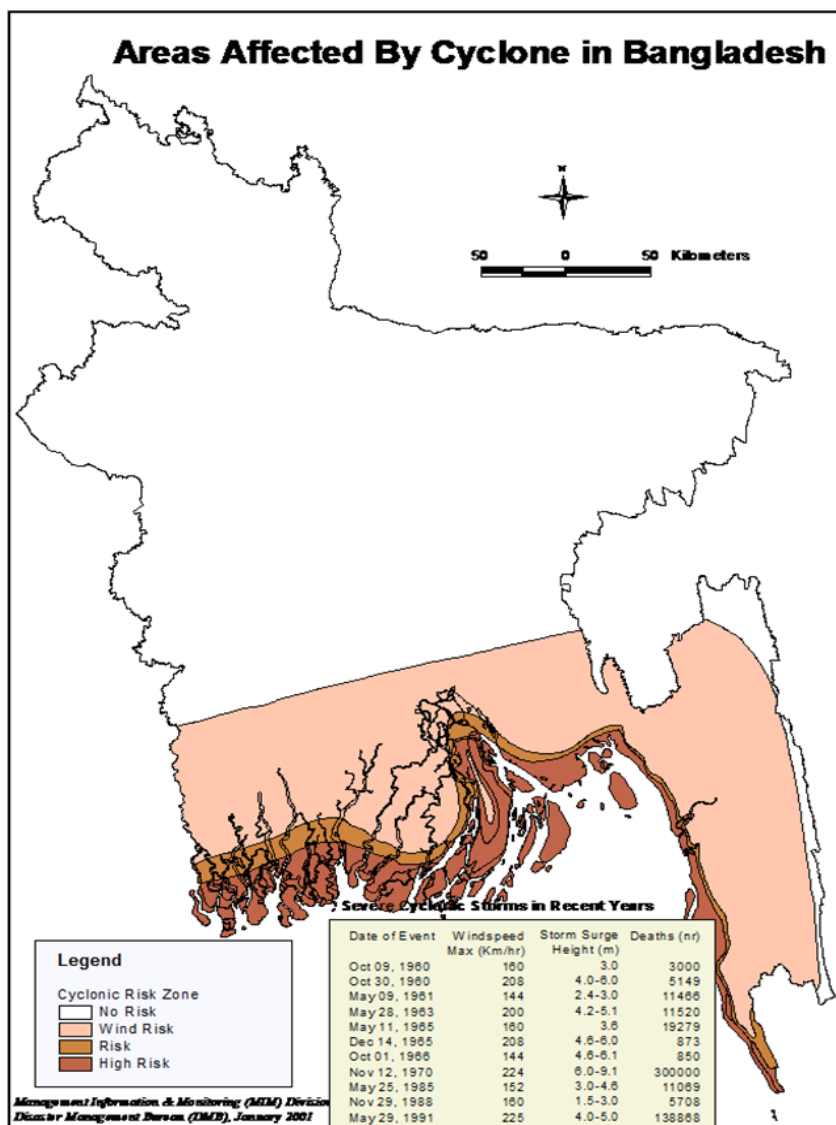 Areas Affected By Cyclone in Bangladesh
N
50 0 50 Kilometers
Severe Cyclonic Storms in Recent Years
Date of Event Windspeed Max (Km/hr) Storm Surge Height (m) Deaths (nr)
Oct 09, 1960 160 3.0 3000
Oct 30, 1960 208 4.0-6.0 5149
May 09, 1961 144 2.4-3.0 11466
May 28, 1963 200 4.2-5.1 11520
May 11, 1965 160 3.6 19279
Dec 14, 1965 208 4.6-6.0 873
Oct 01, 1966 144 4.6-6.1 850
Nov 12, 1970 224 6.0-9.1 300000
May 25, 1985 152 3.0-4.6 11069
Nov 29, 1988 160 1.5-3.0 5708
May 29, 1991 225 4.0-5.0 138868
Legend
Cyclonic Risk Zone
No Risk
Wind Risk
Risk
High Risk
Management Information & Monitoring (MIM) Division
Disaster Management Bureau (DMB), January 2001